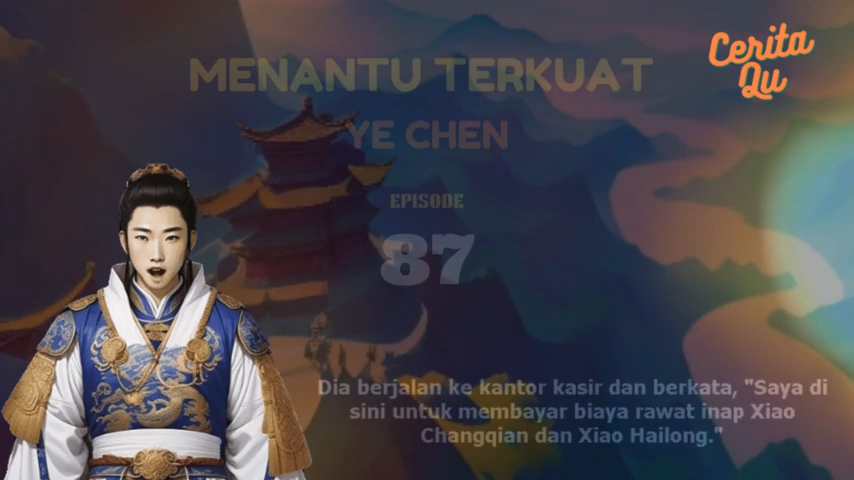 Cerita
Qu
MENANTU TERKUAT
YE CHEN
EPISODE
87
Dia berjalan ke kantor kasir dan berkata, "Saya di
sini untuk membayar biaya rawat inap Xiao
Changqian dan Xiao Hailong."